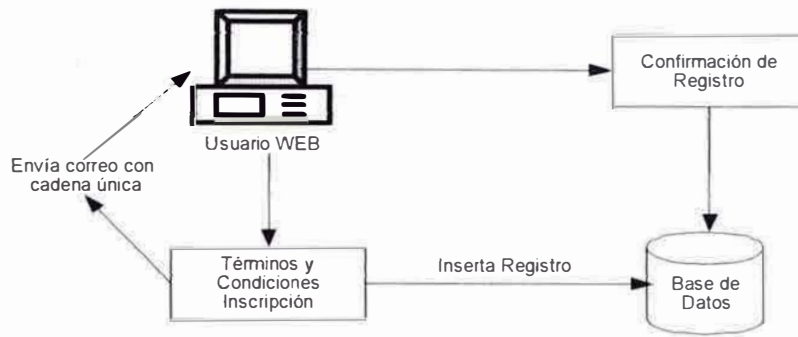 Confirmación de
Registro
Usuario WEB
Envía correo con
cadena única
Términos y
Condiciones
Inscripción
Inserta Registro
Base de
Datos